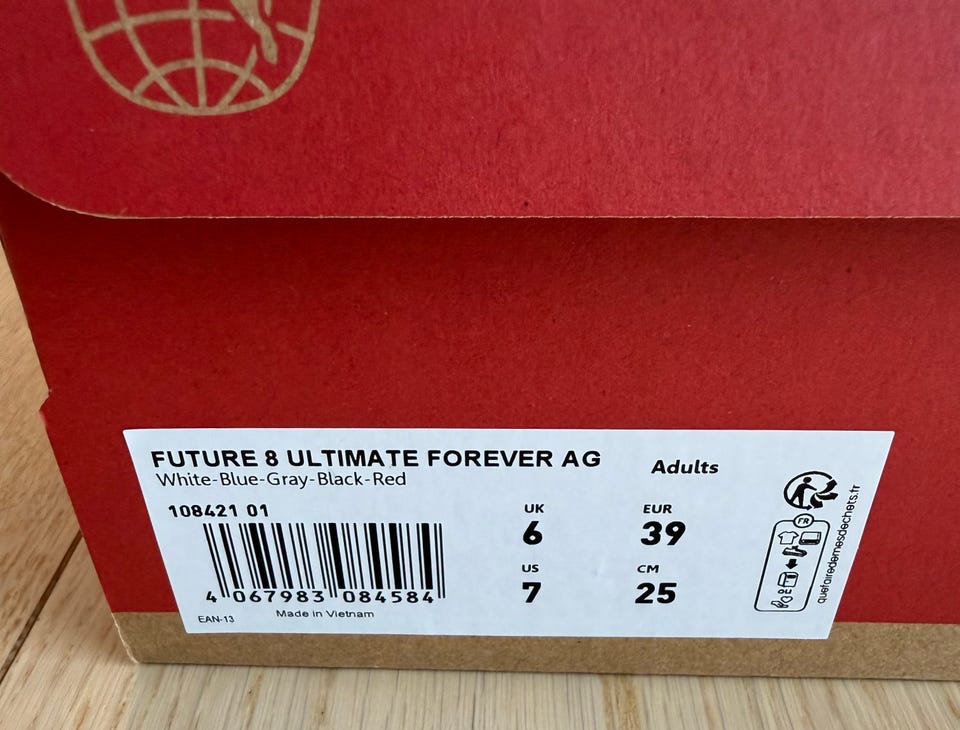 FUTURE 8 ULTIMATE FOREVER AG
White-Blue-Gray-Black-Red
Adults
108421 01
4 067983 084584
EAN-13
Made in Vietnam
UK
6
EUR
39
US
7
CM
25
FR
quefairedemesdechets.fr